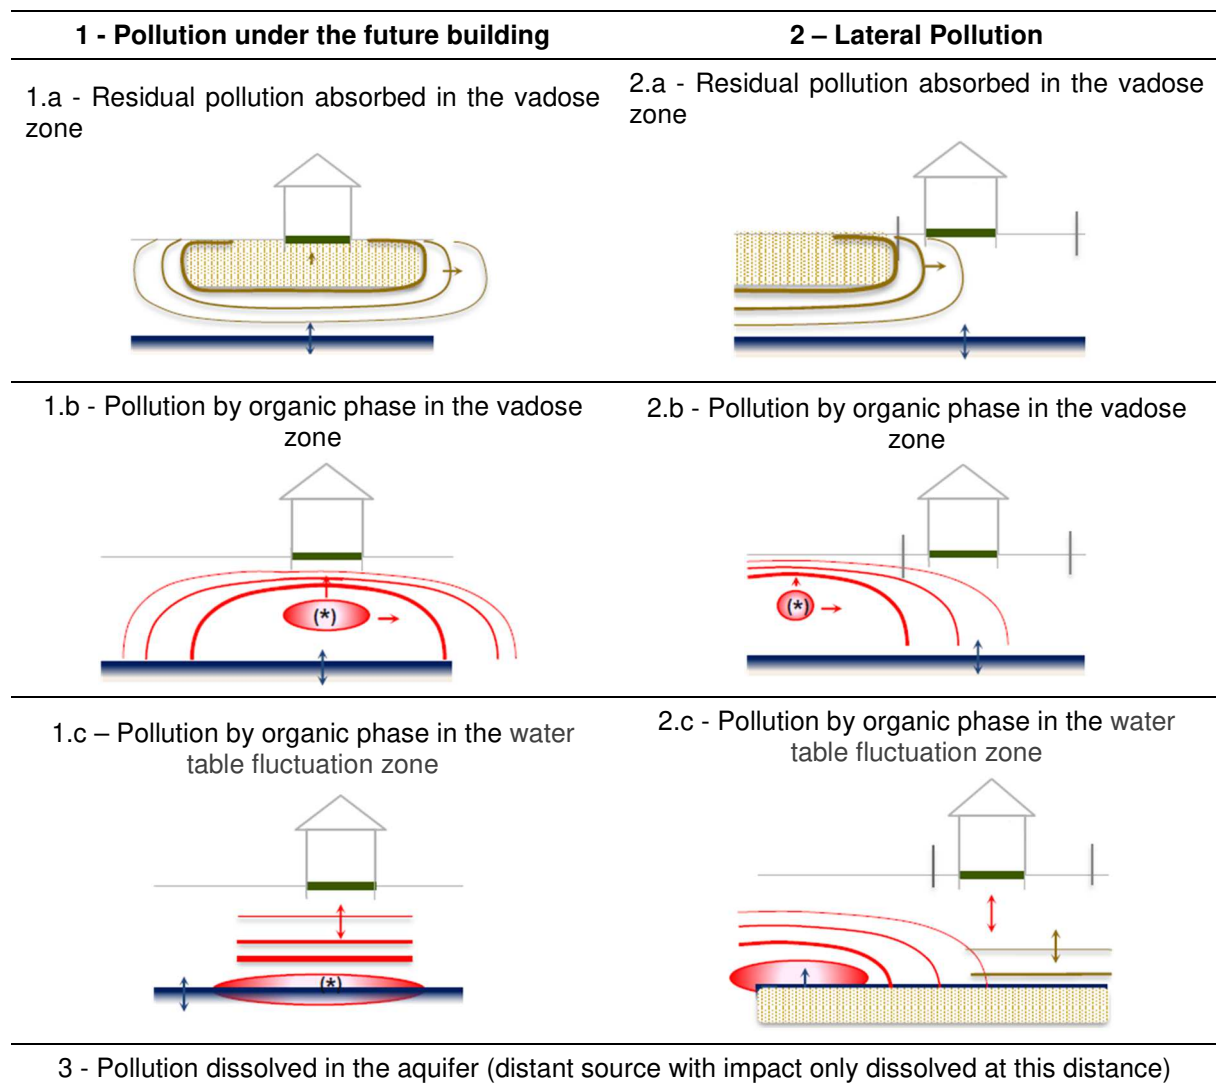 1 - Pollution under the future building
2 – Lateral Pollution
1.a - Residual pollution absorbed in the vadose
zone
2.a - Residual pollution absorbed in the vadose
zone
1.b - Pollution by organic phase in the vadose
zone
2.b - Pollution by organic phase in the vadose
zone
(*)
(*)
1.c – Pollution by organic phase in the water
table fluctuation zone
2.c - Pollution by organic phase in the water
table fluctuation zone
(*)
3 - Pollution dissolved in the aquifer (distant source with impact only dissolved at this distance)